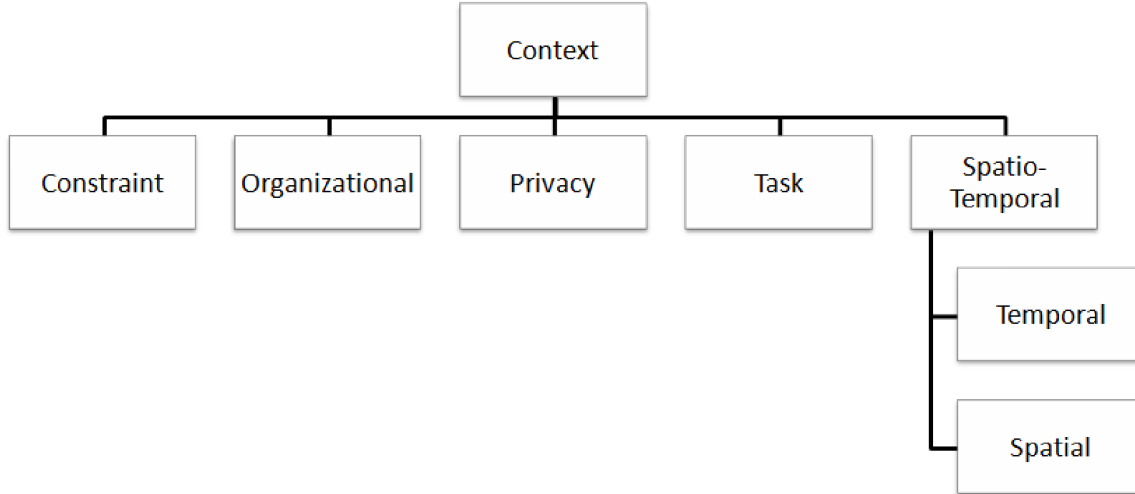 Context
Constraint
Organizational
Privacy
Task
Spatio-
Temporal
Temporal
Spatial